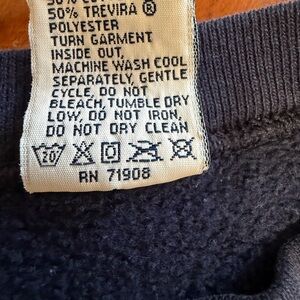 50% TREVIRA ®
POLYESTER
TURN GARMENT
INSIDE OUT,
MACHINE WASH COOL
SEPARATELY, GENTLE
CYCLE, DO NOT
BLEACH, TUMBLE DRY
LOW, DO NOT IRON,
DO NOT DRY CLEAN
20°
RN 71908